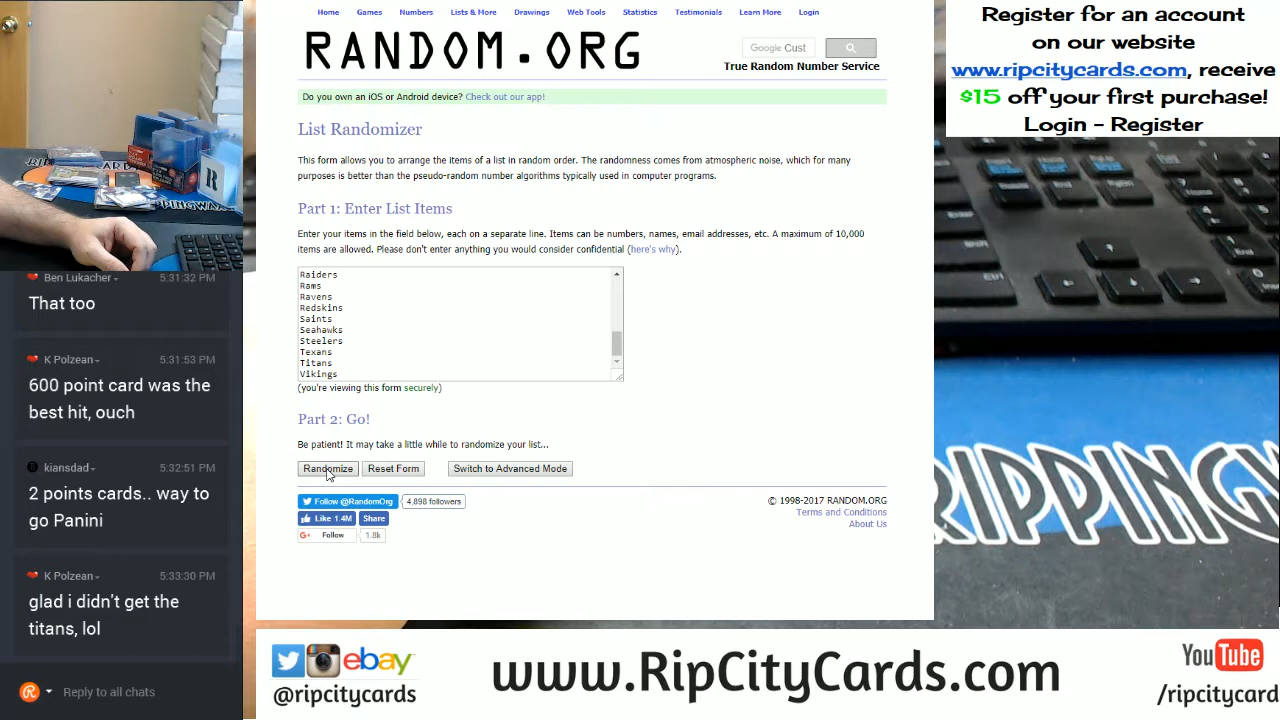 Home Games Numbers Lists & More Drawings Web Tools Statistics Testimonials Learn More Login
RANDOM.ORG
Google Cust
True Random Number Service
Do you own an iOS or Android device? Check out our app!
List Randomizer
This form allows you to arrange the items of a list in random order. The randomness comes from atmospheric noise, which for many
purposes is better than the pseudo-random number algorithms typically used in computer programs.
Part 1: Enter List Items
Enter your items in the field below, each on a separate line. Items can be numbers, names, email addresses, etc. A maximum of 10,000
items are allowed. Please don't enter anything you would consider confidential (here's why).
Raiders
Rams
Ravens
Redskins
Saints
Seahawks
Steelers
Texans
Titans
Vikings
(you're viewing this form securely)
Part 2: Go!
Be patient! It may take a little while to randomize your list...
Randomize Reset Form Switch to Advanced Mode
Follow @RandomOrg 4,898 followers
Like 1.4M Share
G+ Follow 1.8k
© 1998-2017 RANDOM.ORG
Terms and Conditions
About Us
Register for an account
on our website
www.ripcitycards.com, receive
$15 off your first purchase!
Login - Register
Ben Lukacher 5:31:32 PM
That too
K Polzean 5:31:53 PM
600 point card was the
best hit, ouch
kiansdad 5:32:51 PM
2 points cards.. way to
go Panini
K Polzean 5:33:30 PM
glad i didn't get the
titans, lol
Reply to all chats
RIPPINGW
ebay
@ripcitycards
www.RipCityCards.com
YouTube
/ripcitycard